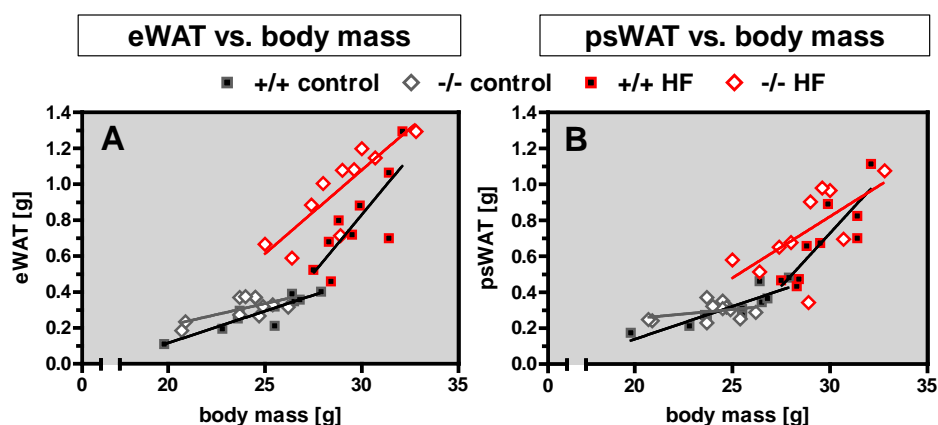 eWAT vs. body mass
psWAT vs. body mass
+/+ control -/- control +/+ HF -/- HF
A
eWAT [g]
1.4
1.2
1.0
0.8
0.6
0.4
0.2
0.0
0 20 25 30 35
body mass [g]
B
psWAT [g]
1.4
1.2
1.0
0.8
0.6
0.4
0.2
0.0
0 20 25 30 35
body mass [g]